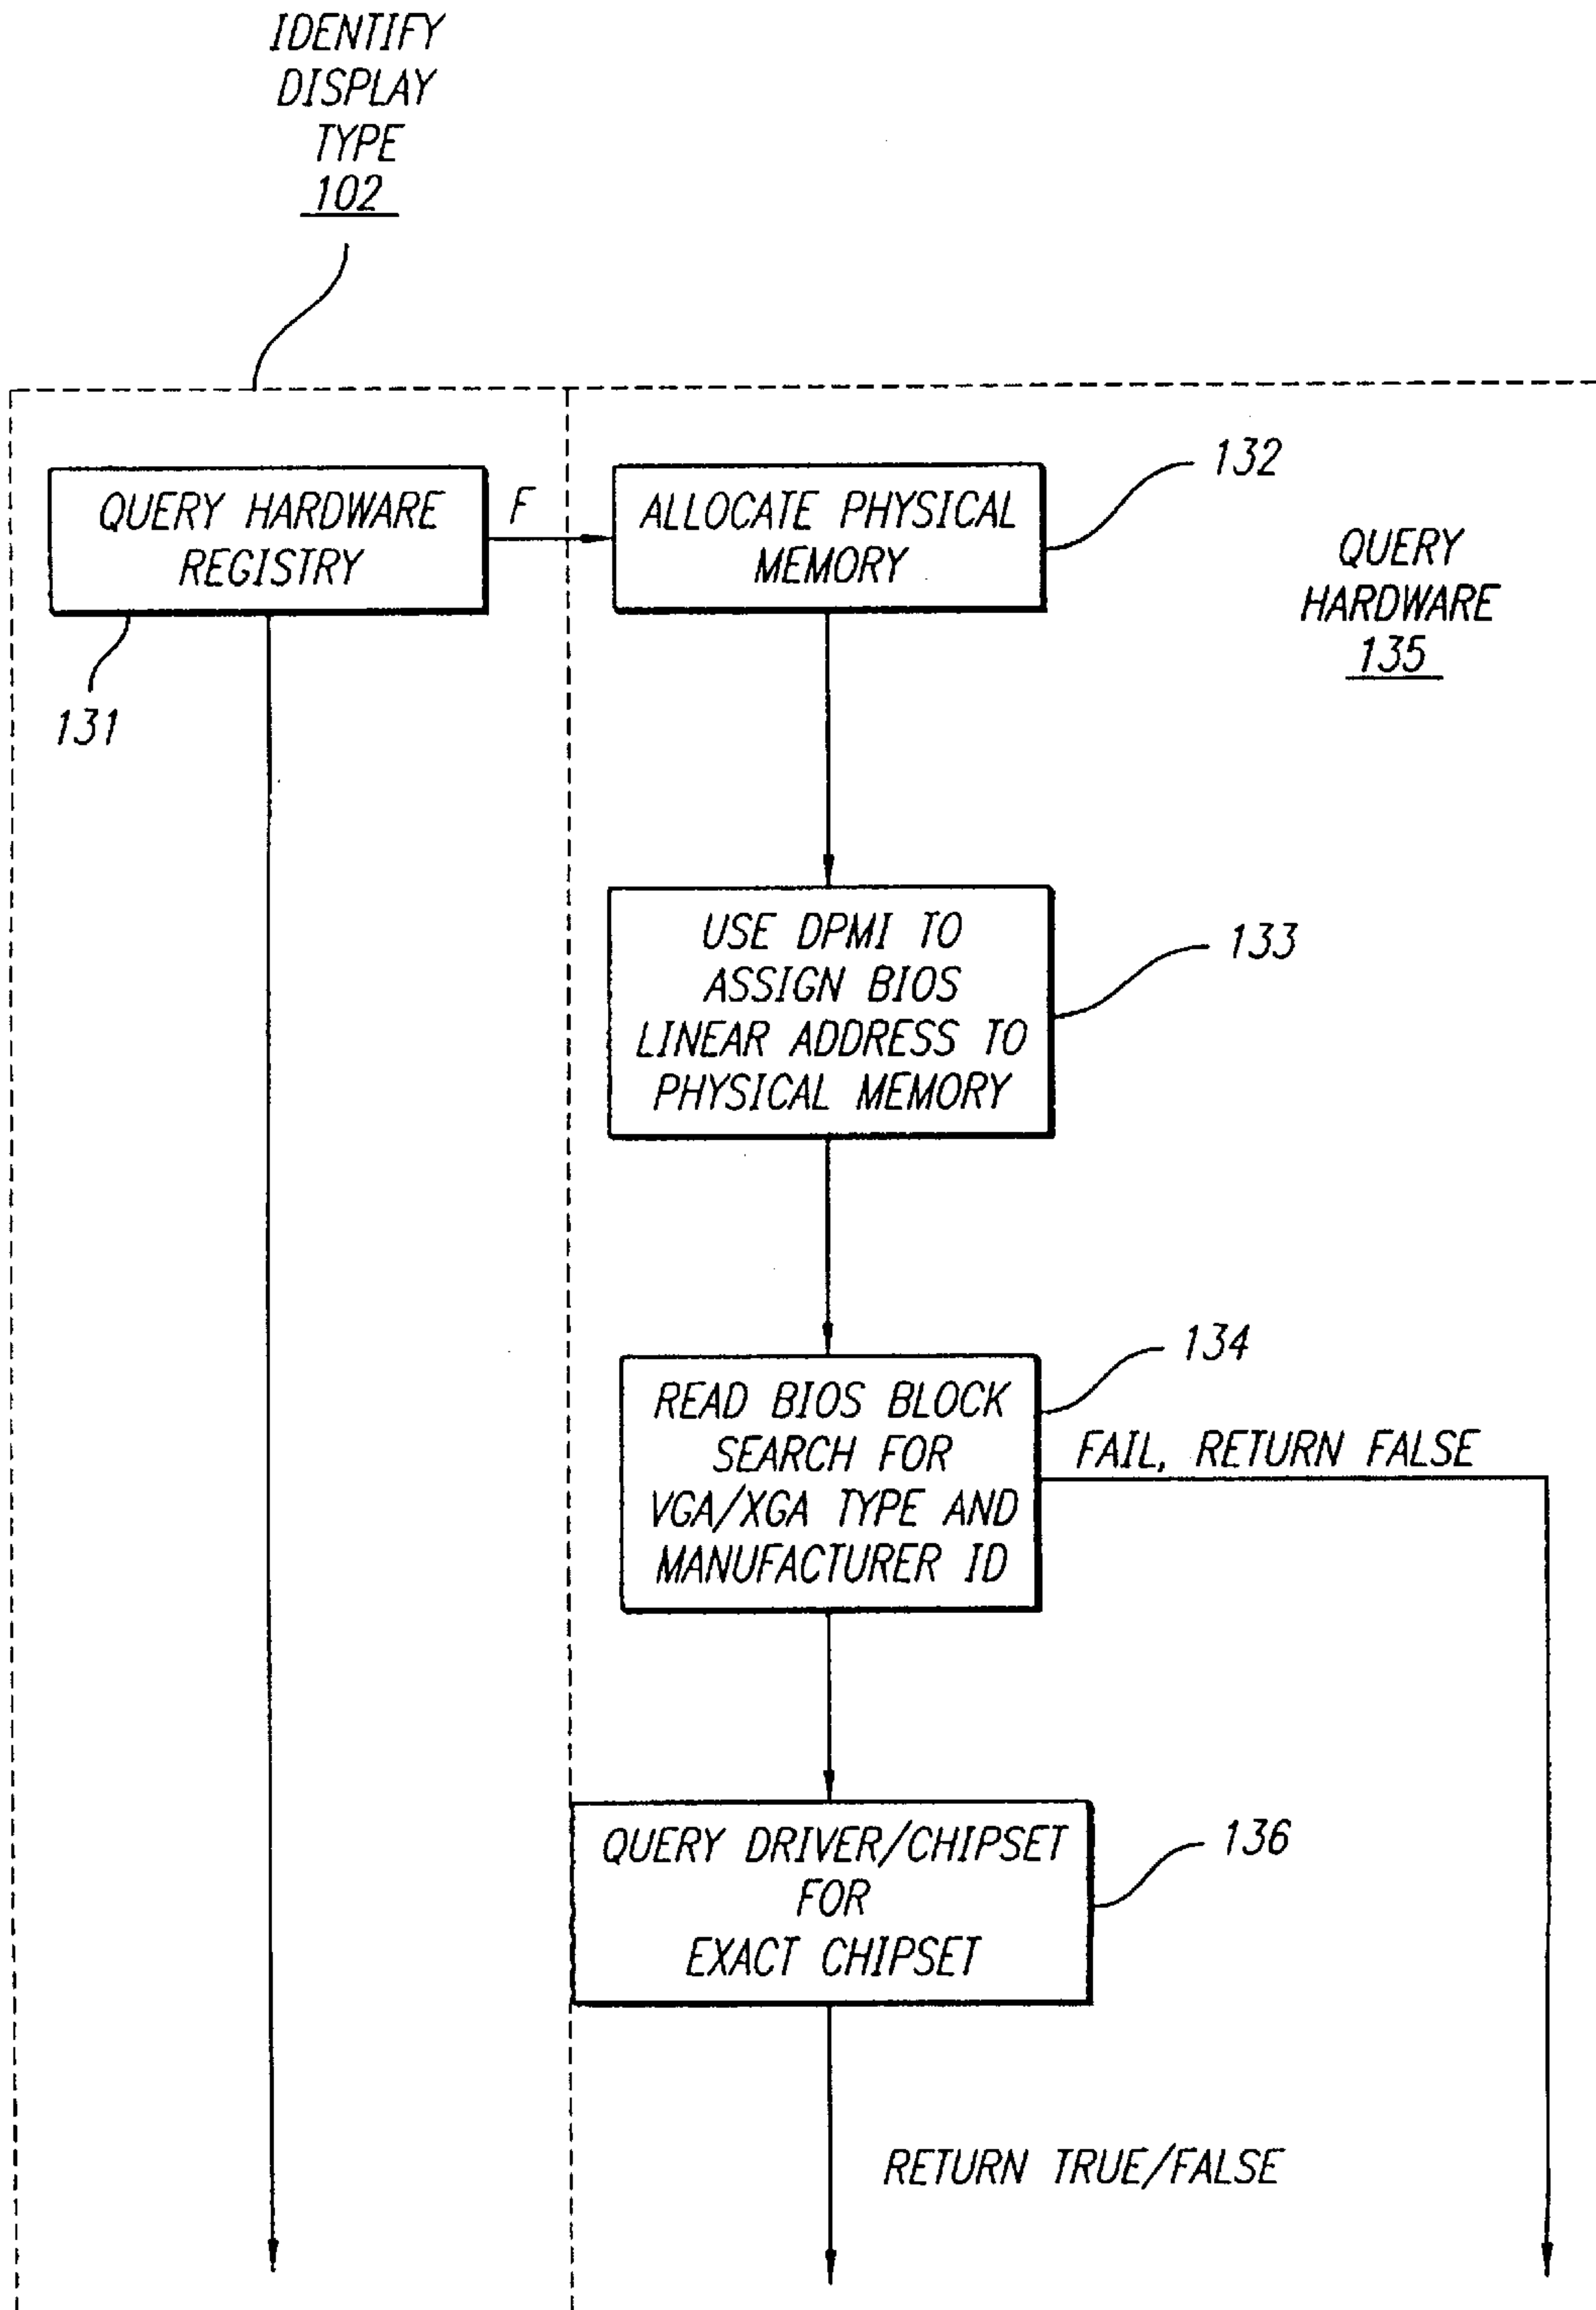 IDENTIFY
DISPLAY
TYPE
102
QUERY HARDWARE
REGISTRY
131
F
ALLOCATE PHYSICAL
MEMORY
132
QUERY
HARDWARE
135
USE DPMI TO
ASSIGN BIOS
LINEAR ADDRESS TO
PHYSICAL MEMORY
133
READ BIOS BLOCK
SEARCH FOR
VGA/XGA TYPE AND
MANUFACTURER ID
134
FAIL, RETURN FALSE
QUERY DRIVER/CHIPSET
FOR
EXACT CHIPSET
136
RETURN TRUE/FALSE